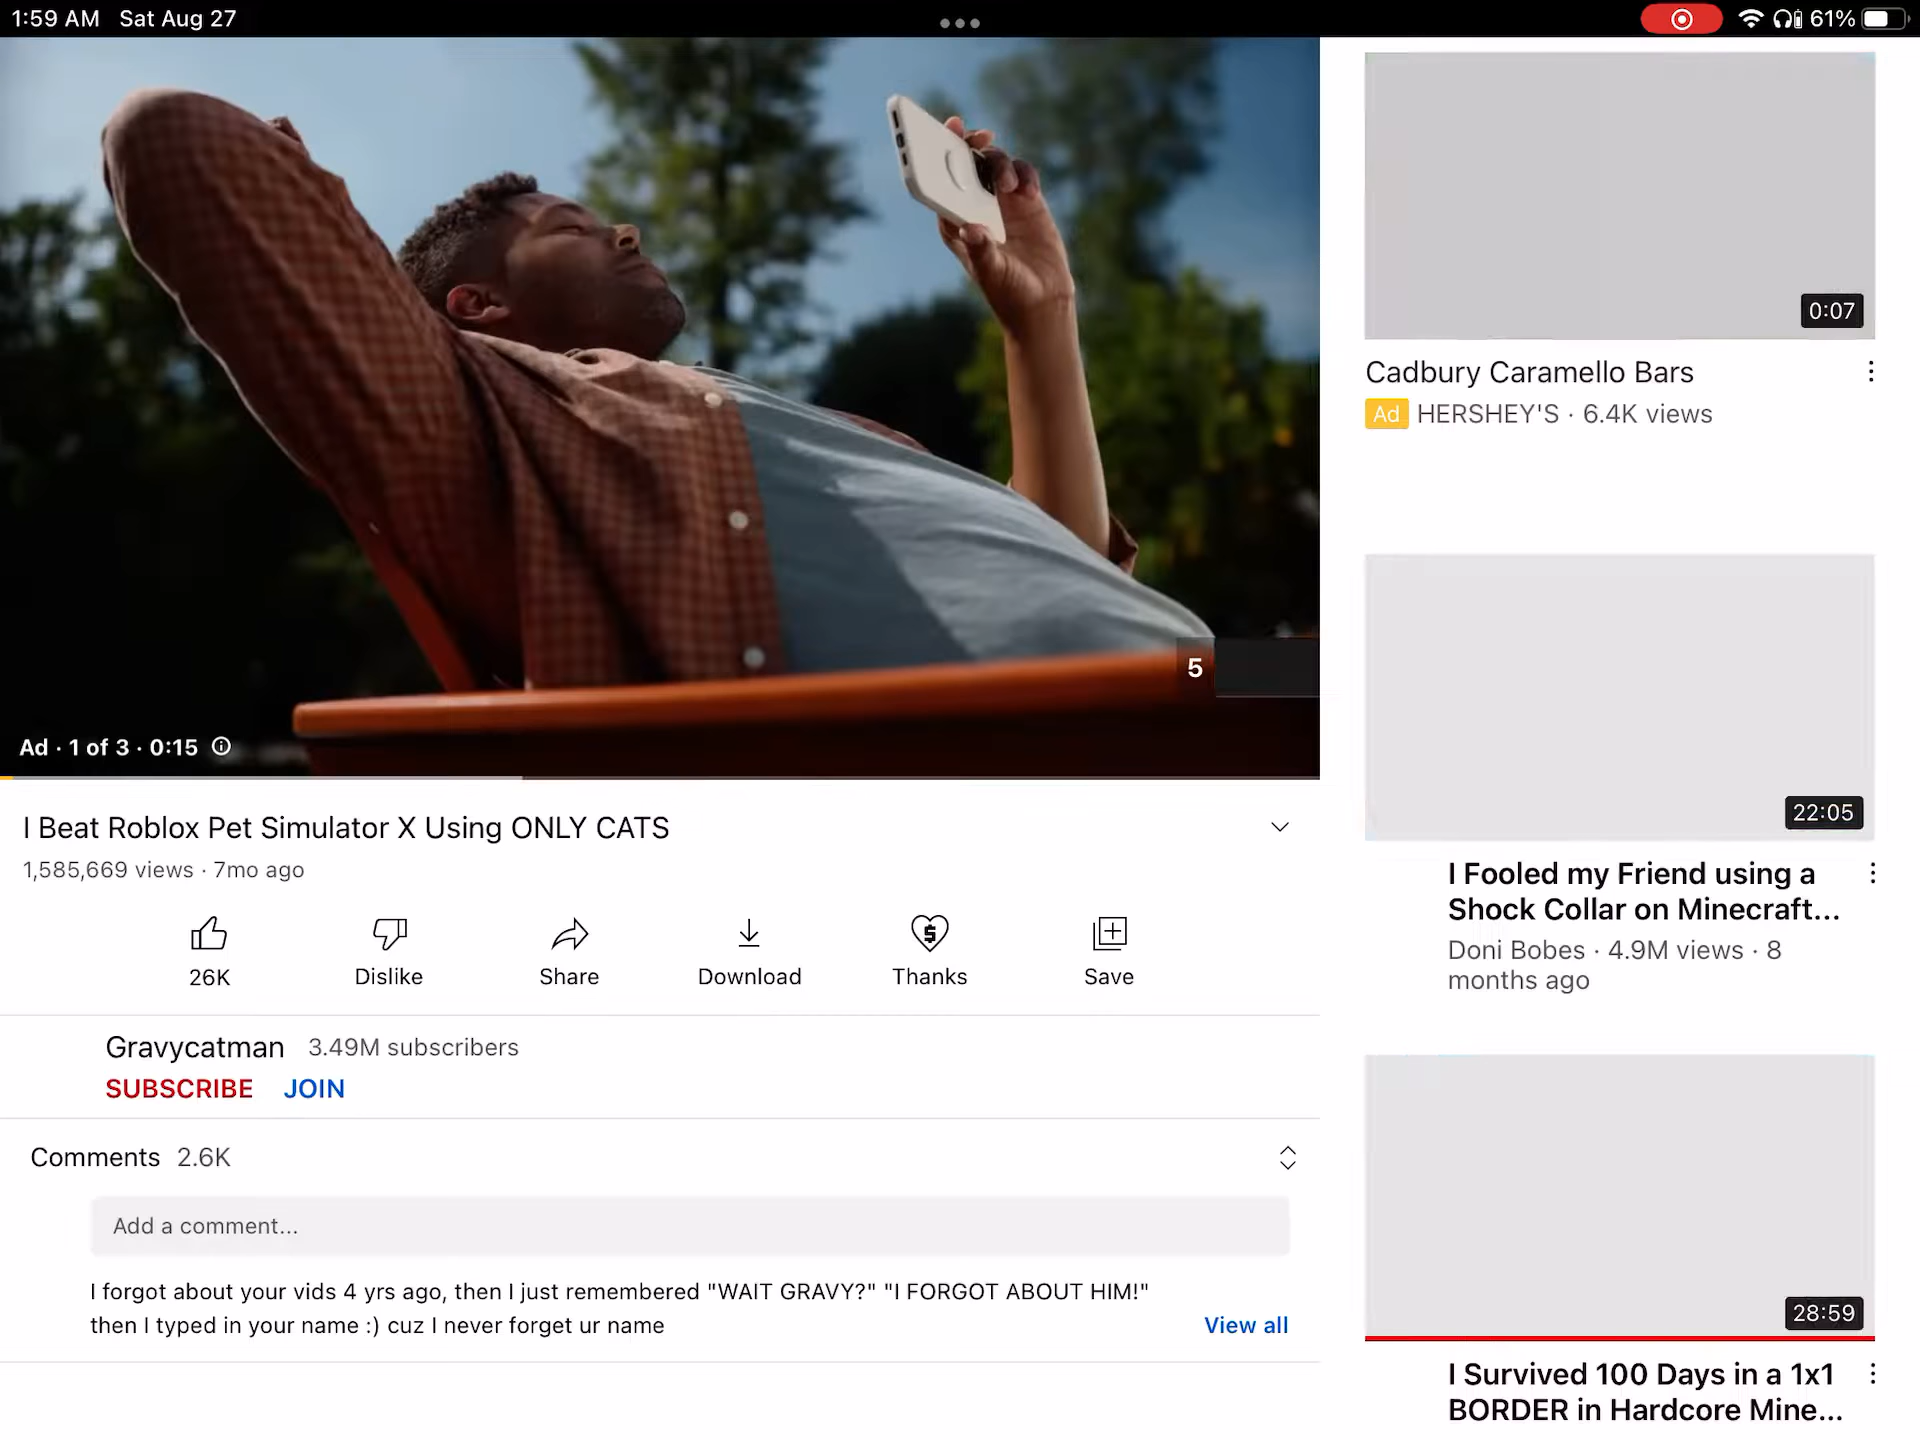 1:59 AM Sat Aug 27
61%
5
Ad · 1 of 3 · 0:15
I Beat Roblox Pet Simulator X Using ONLY CATS
1,585,669 views · 7mo ago
26K
Dislike
Share
Download
Thanks
Save
Gravycatman 3.49M subscribers
SUBSCRIBE JOIN
Comments 2.6K
Add a comment...
I forgot about your vids 4 yrs ago, then I just remembered "WAIT GRAVY?" "I FORGOT ABOUT HIM!"
then I typed in your name :) cuz I never forget ur name
View all
0:07
Cadbury Caramello Bars
Ad HERSHEY'S · 6.4K views
22:05
I Fooled my Friend using a
Shock Collar on Minecraft...
Doni Bobes · 4.9M views · 8
months ago
28:59
I Survived 100 Days in a 1x1
BORDER in Hardcore Mine...